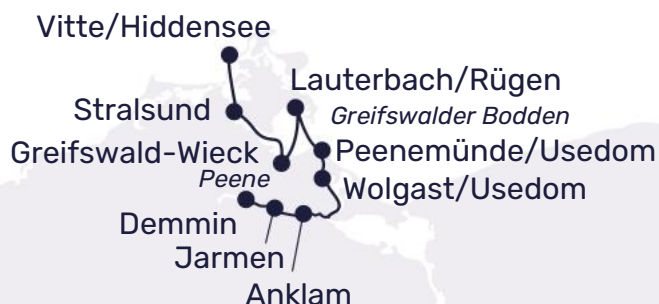 Vitte/Hiddensee
Lauterbach/Rügen
Stralsund
Greifswalder Bodden
Greifswald-Wieck
Peenemünde/Usedom
Peene
Wolgast/Usedom
Demmin
Jarmen
Anklam